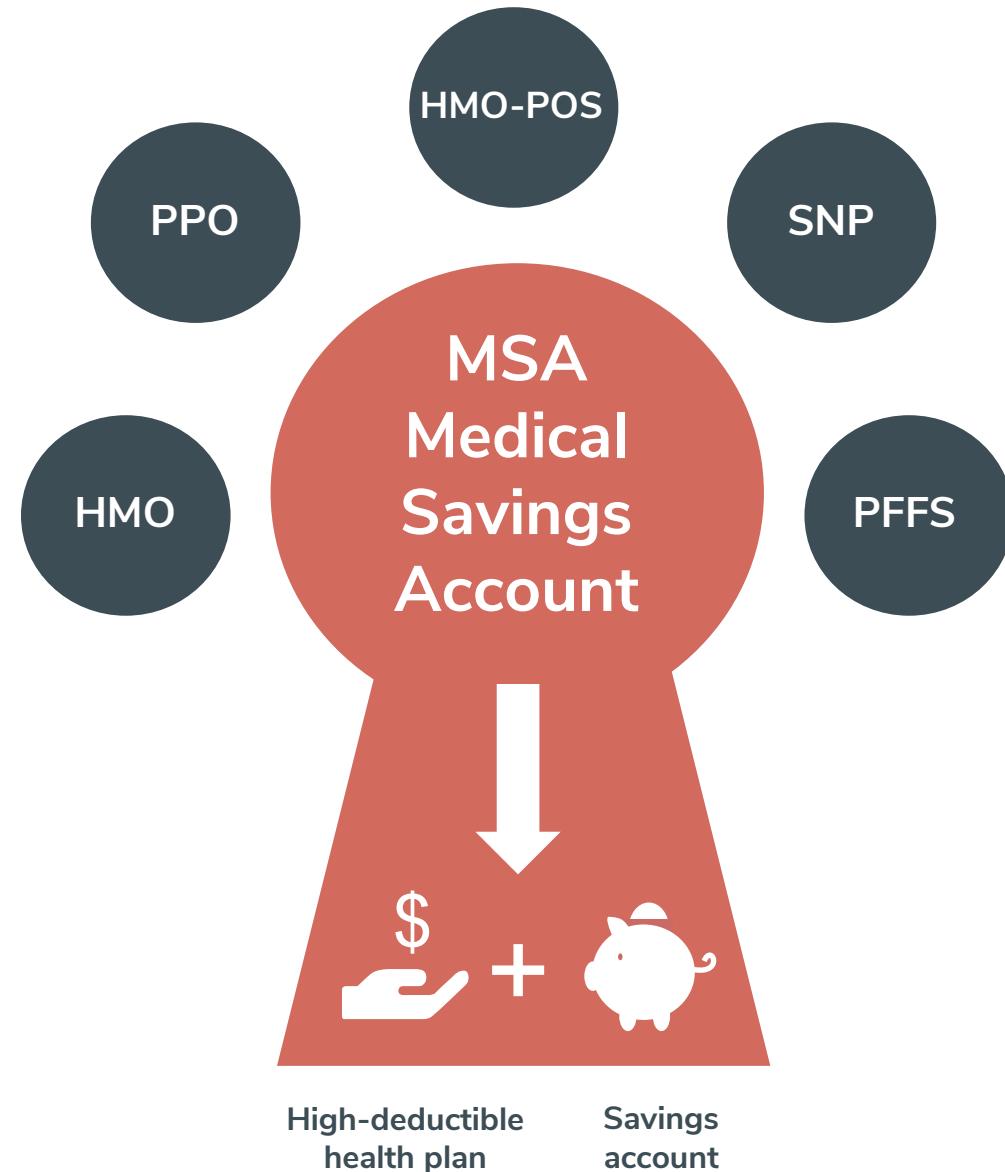 HMO-POS
PPO
SNP
HMO
PFFS
MSA
Medical
Savings
Account
$
+
High-deductible
health plan
Savings
account